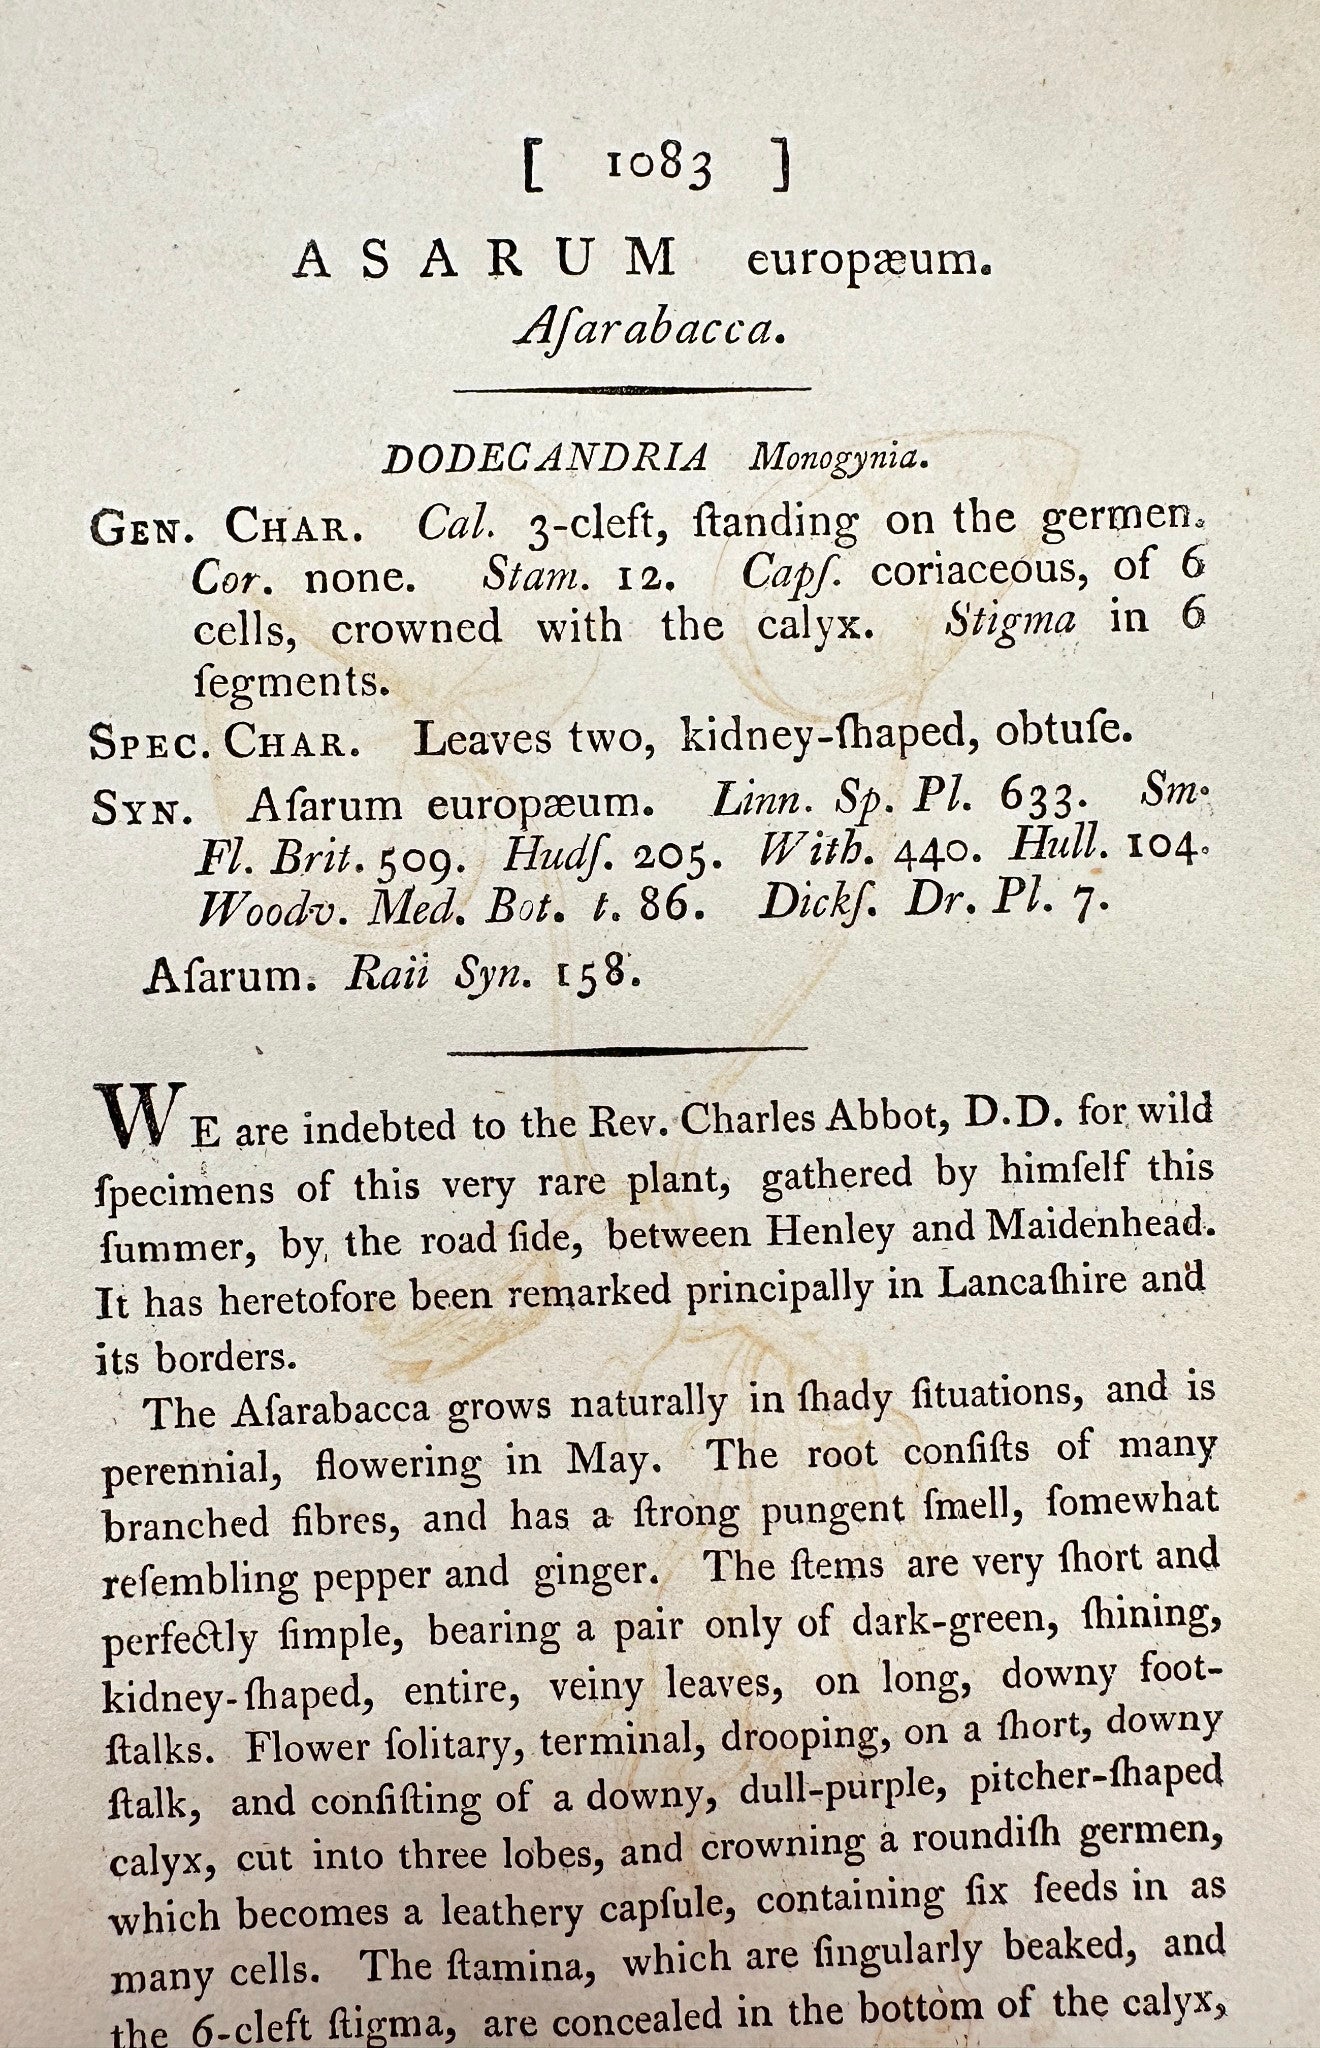 [ 1083 ]
ASARUM europæum.
Aſarabacca.
DODECANDRIA Monogynia.
GEN. CHAR. Cal. 3-cleft, ſtanding on the germen.
Cor. none. Stam. 12. Capſ. coriaceous, of 6
cells, crowned with the calyx. Stigma in 6
ſegments.
SPEC. CHAR. Leaves two, kidney-ſhaped, obtuſe.
SYN. Aſarum europæum. Linn. Sp. Pl. 633. Sm.
Fl. Brit. 509. Hudſ. 205. With. 440. Hull. 104.
Woodv. Med. Bot. t. 86. Dickſ. Dr. Pl. 7.
Aſarum. Raii Syn. 158.
WE are indebted to the Rev. Charles Abbot, D.D. for wild
ſpecimens of this very rare plant, gathered by himſelf this
ſummer, by the road ſide, between Henley and Maidenhead.
It has heretofore been remarked principally in Lancaſhire and
its borders.
The Aſarabacca grows naturally in ſhady ſituations, and is
perennial, flowering in May. The root conſiſts of many
branched fibres, and has a ſtrong pungent ſmell, ſomewhat
reſembling pepper and ginger. The ſtems are very ſhort and
perfectly ſimple, bearing a pair only of dark-green, ſhining,
kidney-ſhaped, entire, veiny leaves, on long, downy foot-
ſtalks. Flower ſolitary, terminal, drooping, on a ſhort, downy
ſtalk, and conſiſting of a downy, dull-purple, pitcher-ſhaped
calyx, cut into three lobes, and crowning a roundiſh germen,
which becomes a leathery capſule, containing ſix ſeeds in as
many cells. The ſtamina, which are ſingularly beaked, and
the 6-cleft ſtigma, are concealed in the bottom of the calyx,